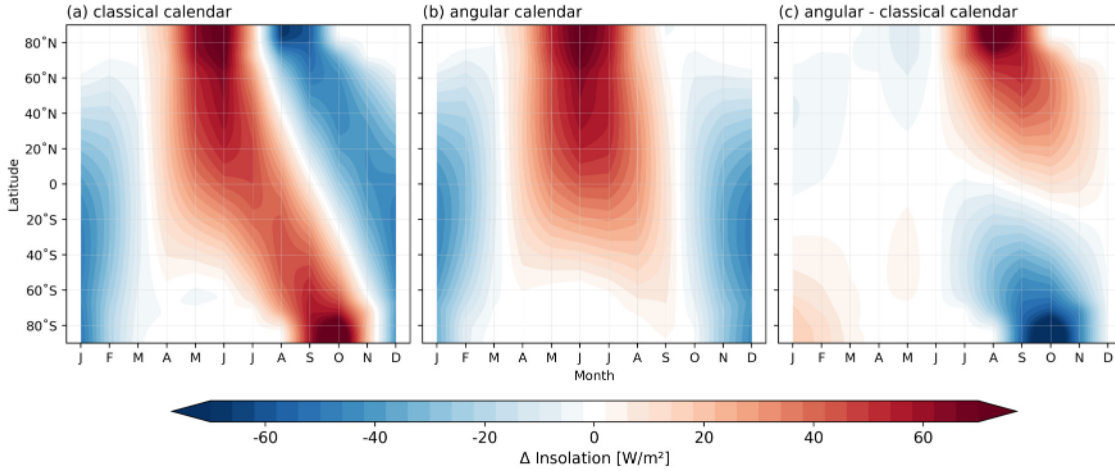 (a) classical calendar
(b) angular calendar
(c) angular - classical calendar
80˚N
60˚N
40˚N
20˚N
0
20˚S
40˚S
60˚S
80˚S
Latitude
J F M A M J J A S O N D
J F M A M J J A S O N D
J F M A M J J A S O N D
Month
-60 -40 -20 0 20 40 60
Δ Insolation [W/m²]